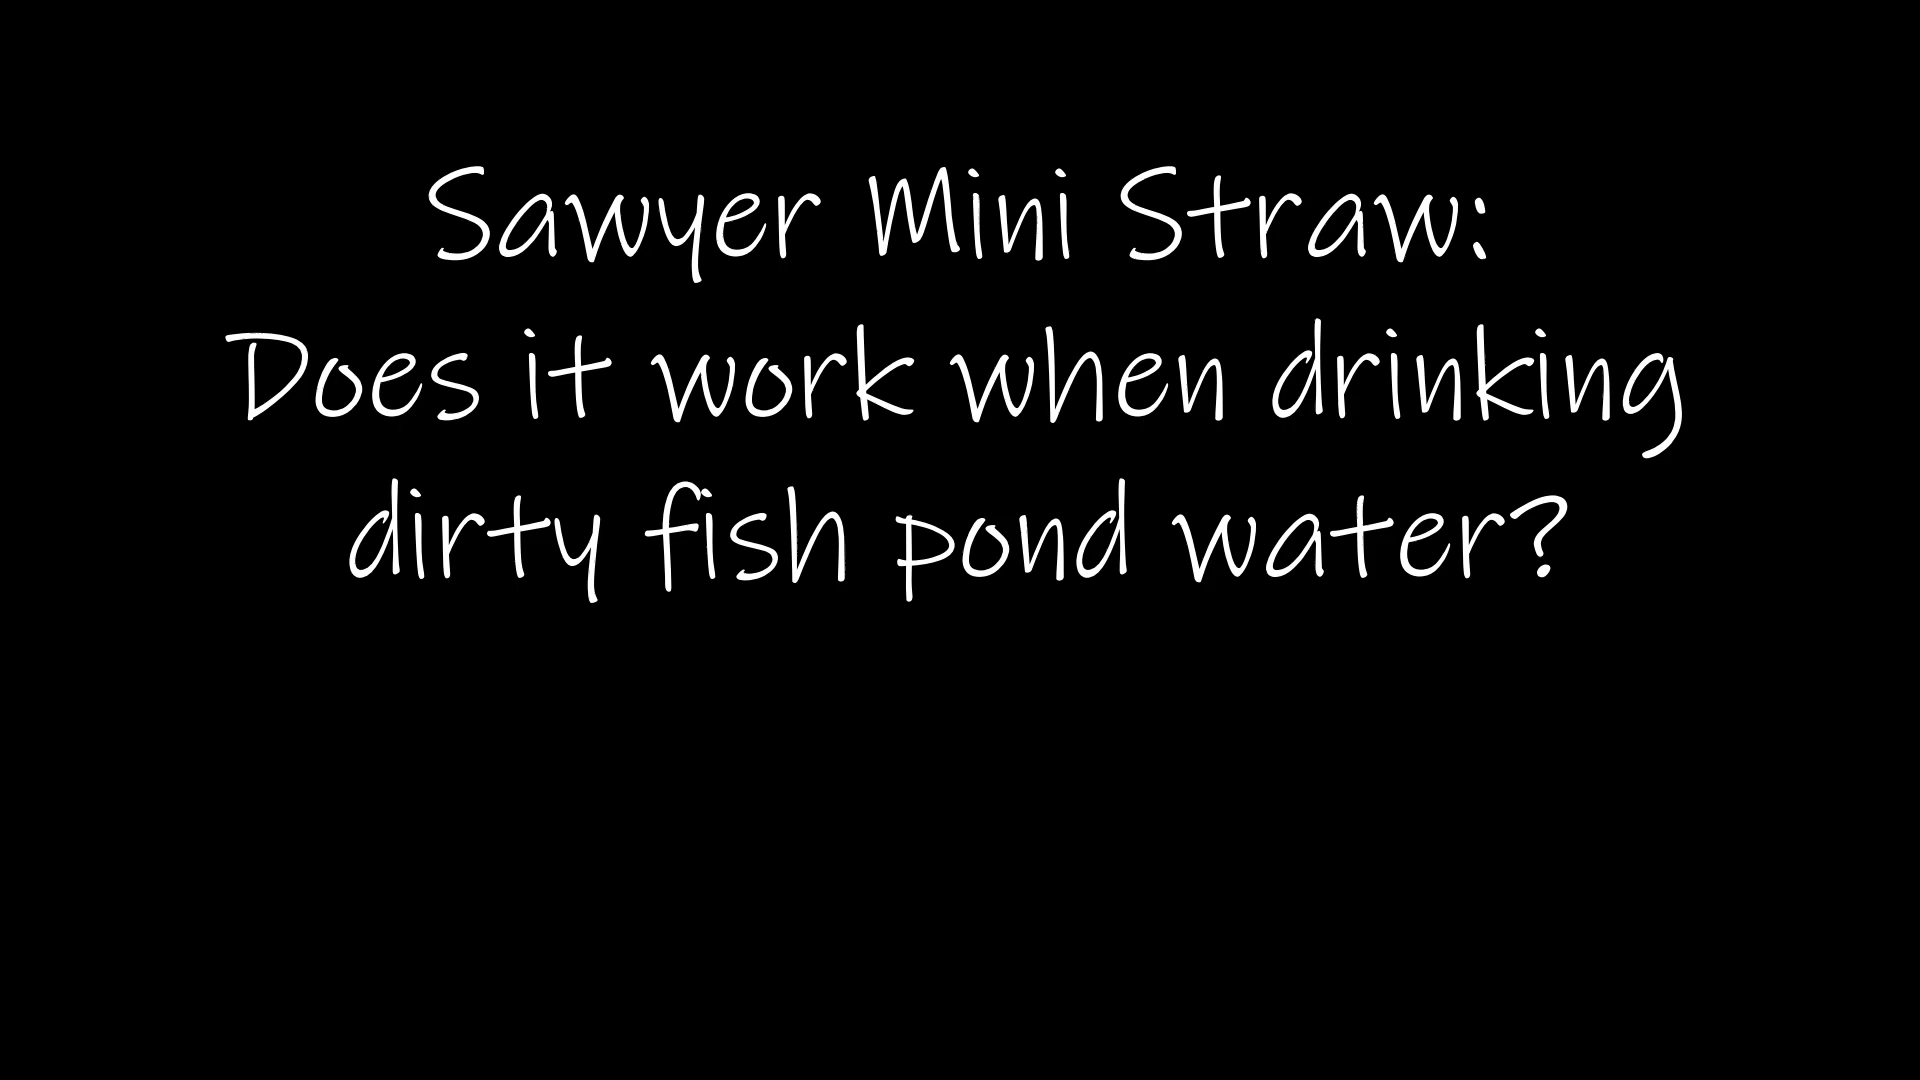 Sawyer Mini Straw:
Does it work when drinking
dirty fish pond water?